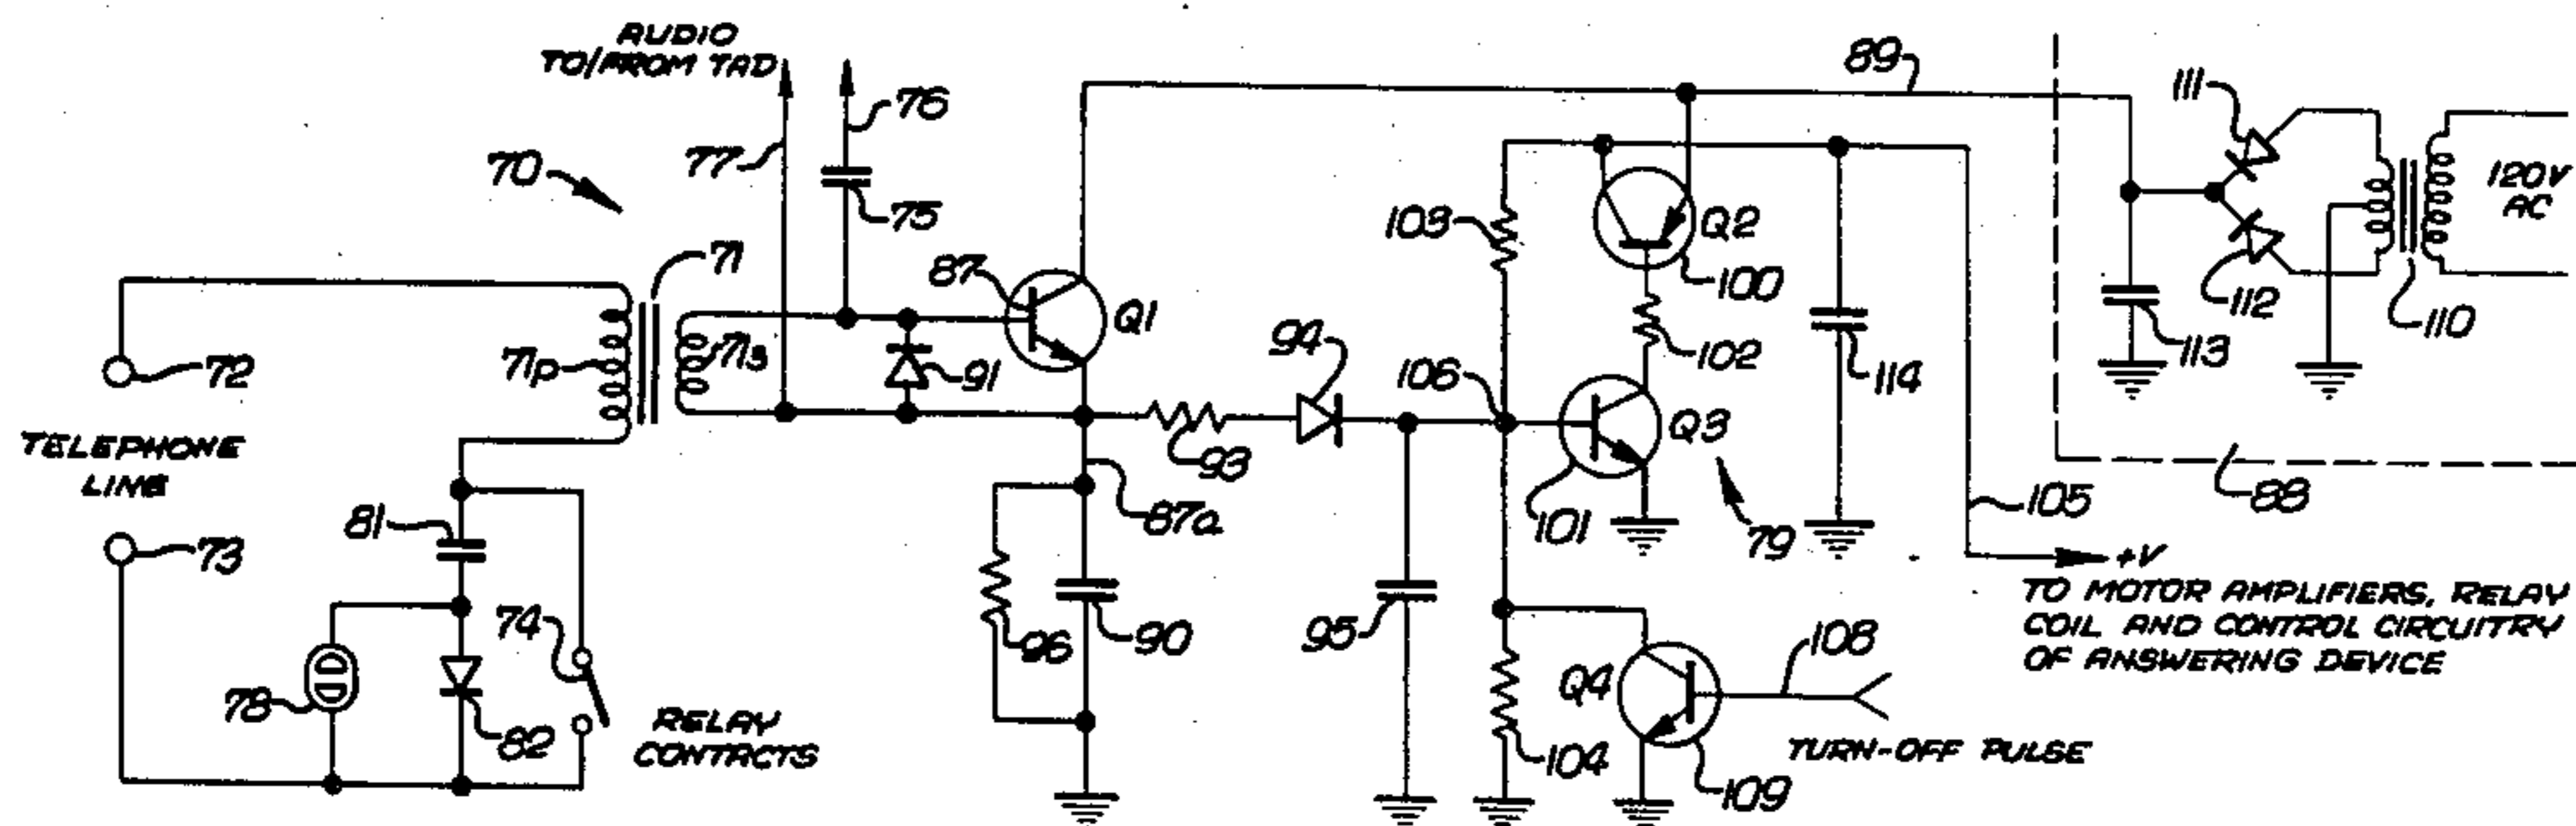 AUDIO
TO/FROM TAD
89
111
76
77
75
70
120V
AC
71
103
Q2
100
87
Q1
112
110
113
72
71p
71s
91
94
106
102
114
TELEPHONE
LINE
93
Q3
88
105
81
87a
101
79
73
+V
TO MOTOR AMPLIFIERS, RELAY
COIL AND CONTROL CIRCUITRY
OF ANSWERING DEVICE
74
96
90
95
108
78
82
RELAY
CONTACTS
Q4
104
109
TURN-OFF PULSE